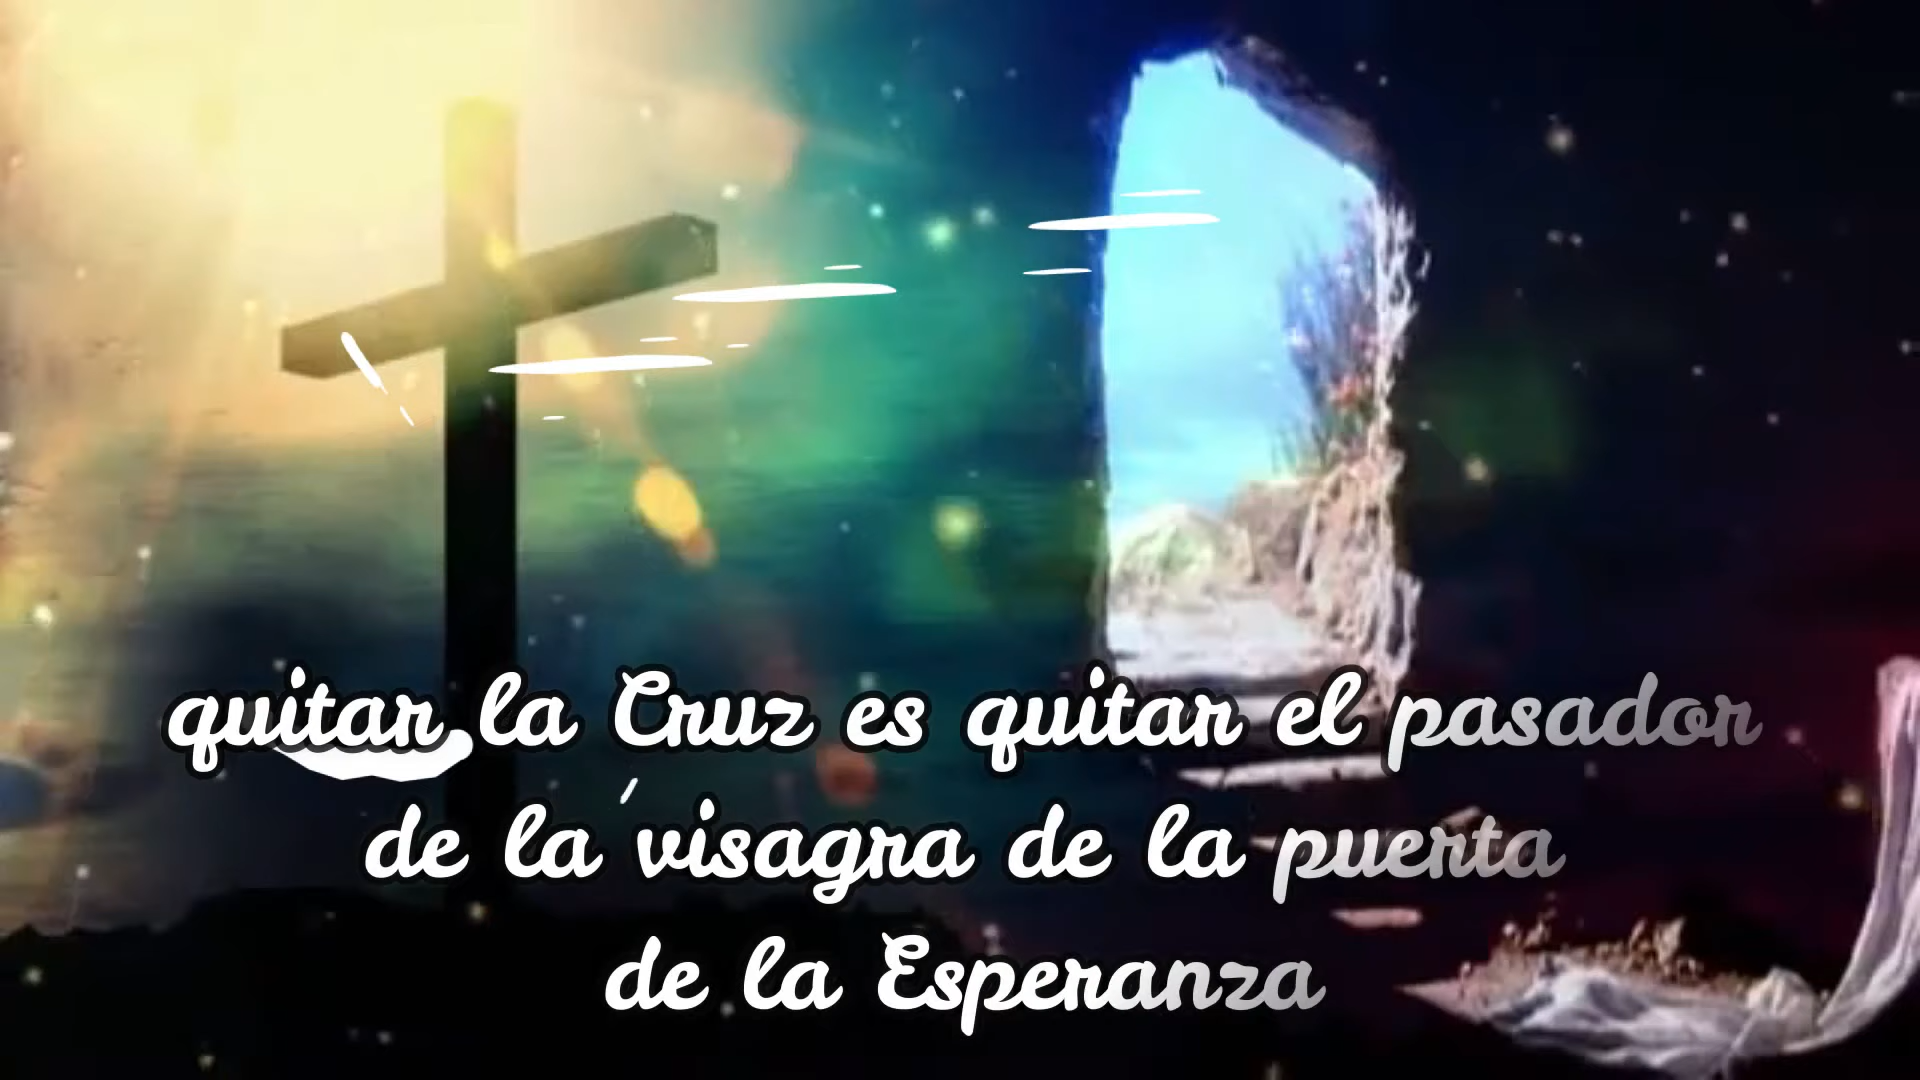 quitar la Cruz es quitar el pasador
de la visagra de la puerta
de la Esperanza